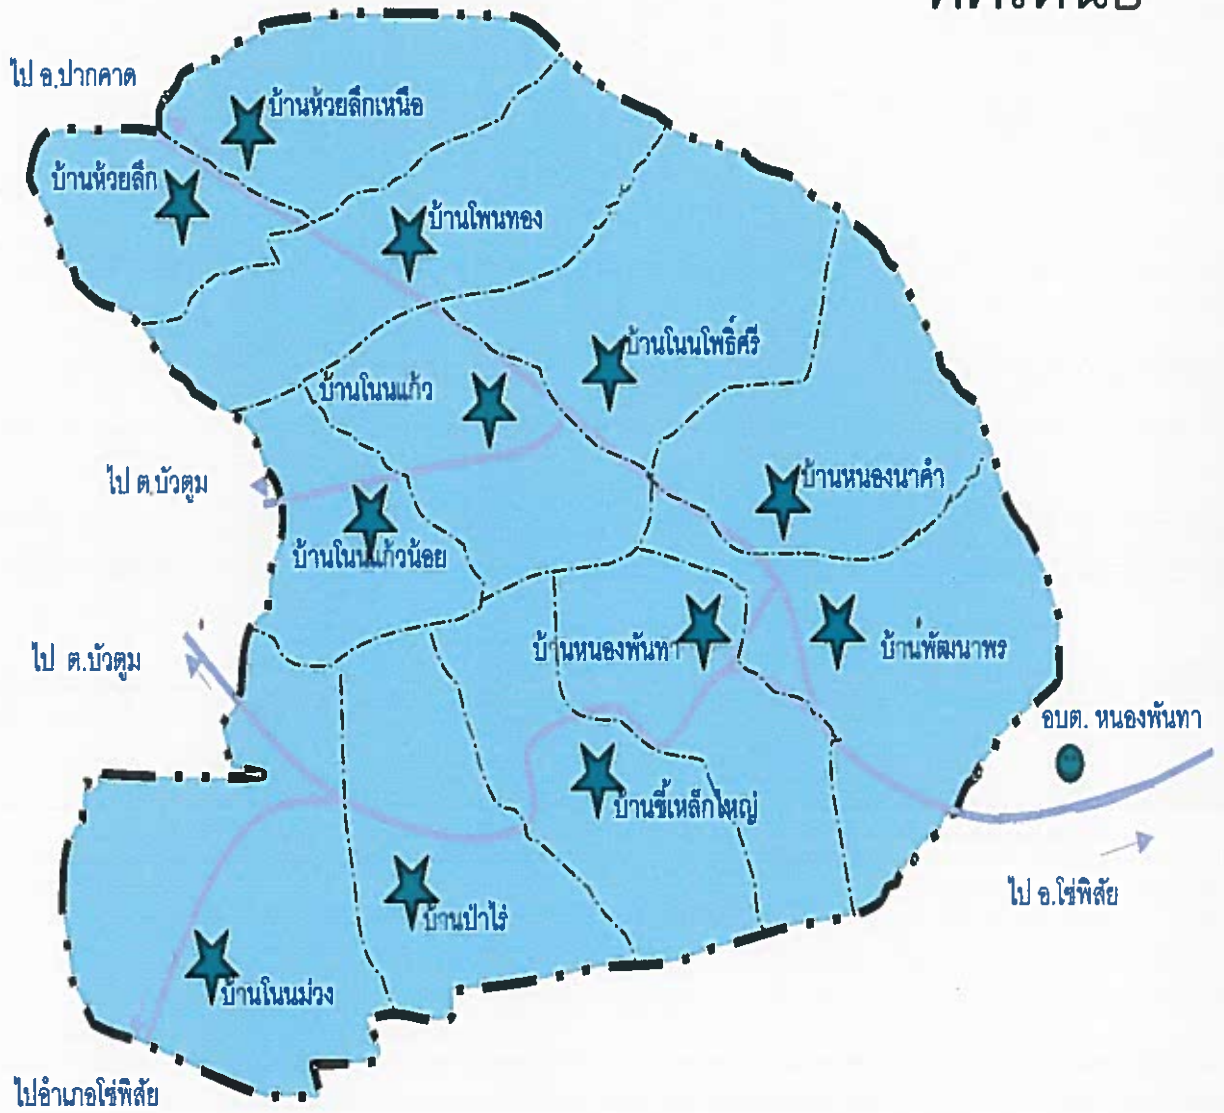 ไป อ.ปากคาด
บ้านห้วยลึกเหนือ
บ้านห้วยลึก
บ้านโพนทอง
บ้านโนนโพธิ์ศรี
บ้านโนนแก้ว
บ้านหนองนาคำ
ไป ต.บัวตูม
บ้านโนนแก้วน้อย
บ้านหนองพันทา
บ้านพัฒนาพร
ไป ต.บัวตูม
อบต. หนองพันทา
บ้านขี้เหล็กใหญ่
ไป อ.โซ่พิสัย
บ้านป่าไร่
บ้านโนนม่วง
ไปอำเภอโซ่พิสัย